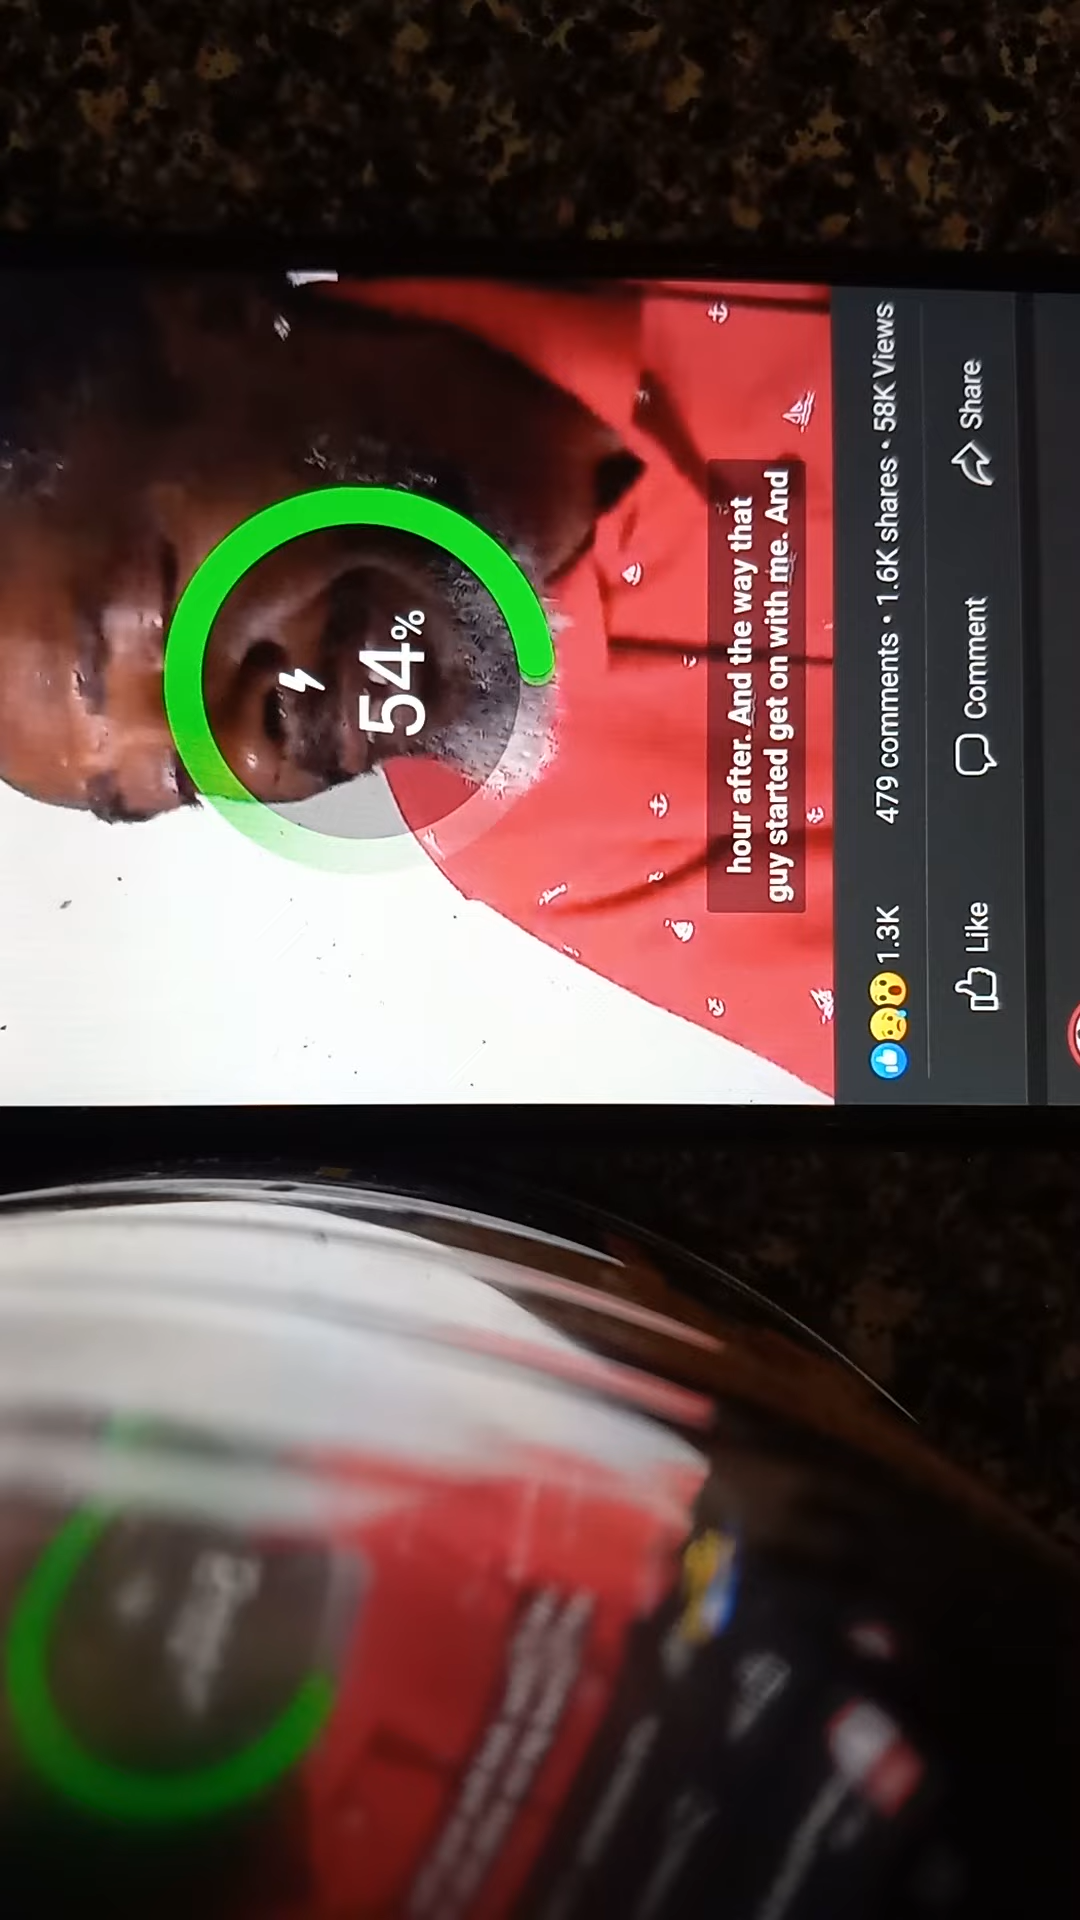 54%
hour after. And the way that
guy started get on with me. And
1.3K 479 comments • 1.6K shares • 58K Views
Like Comment Share